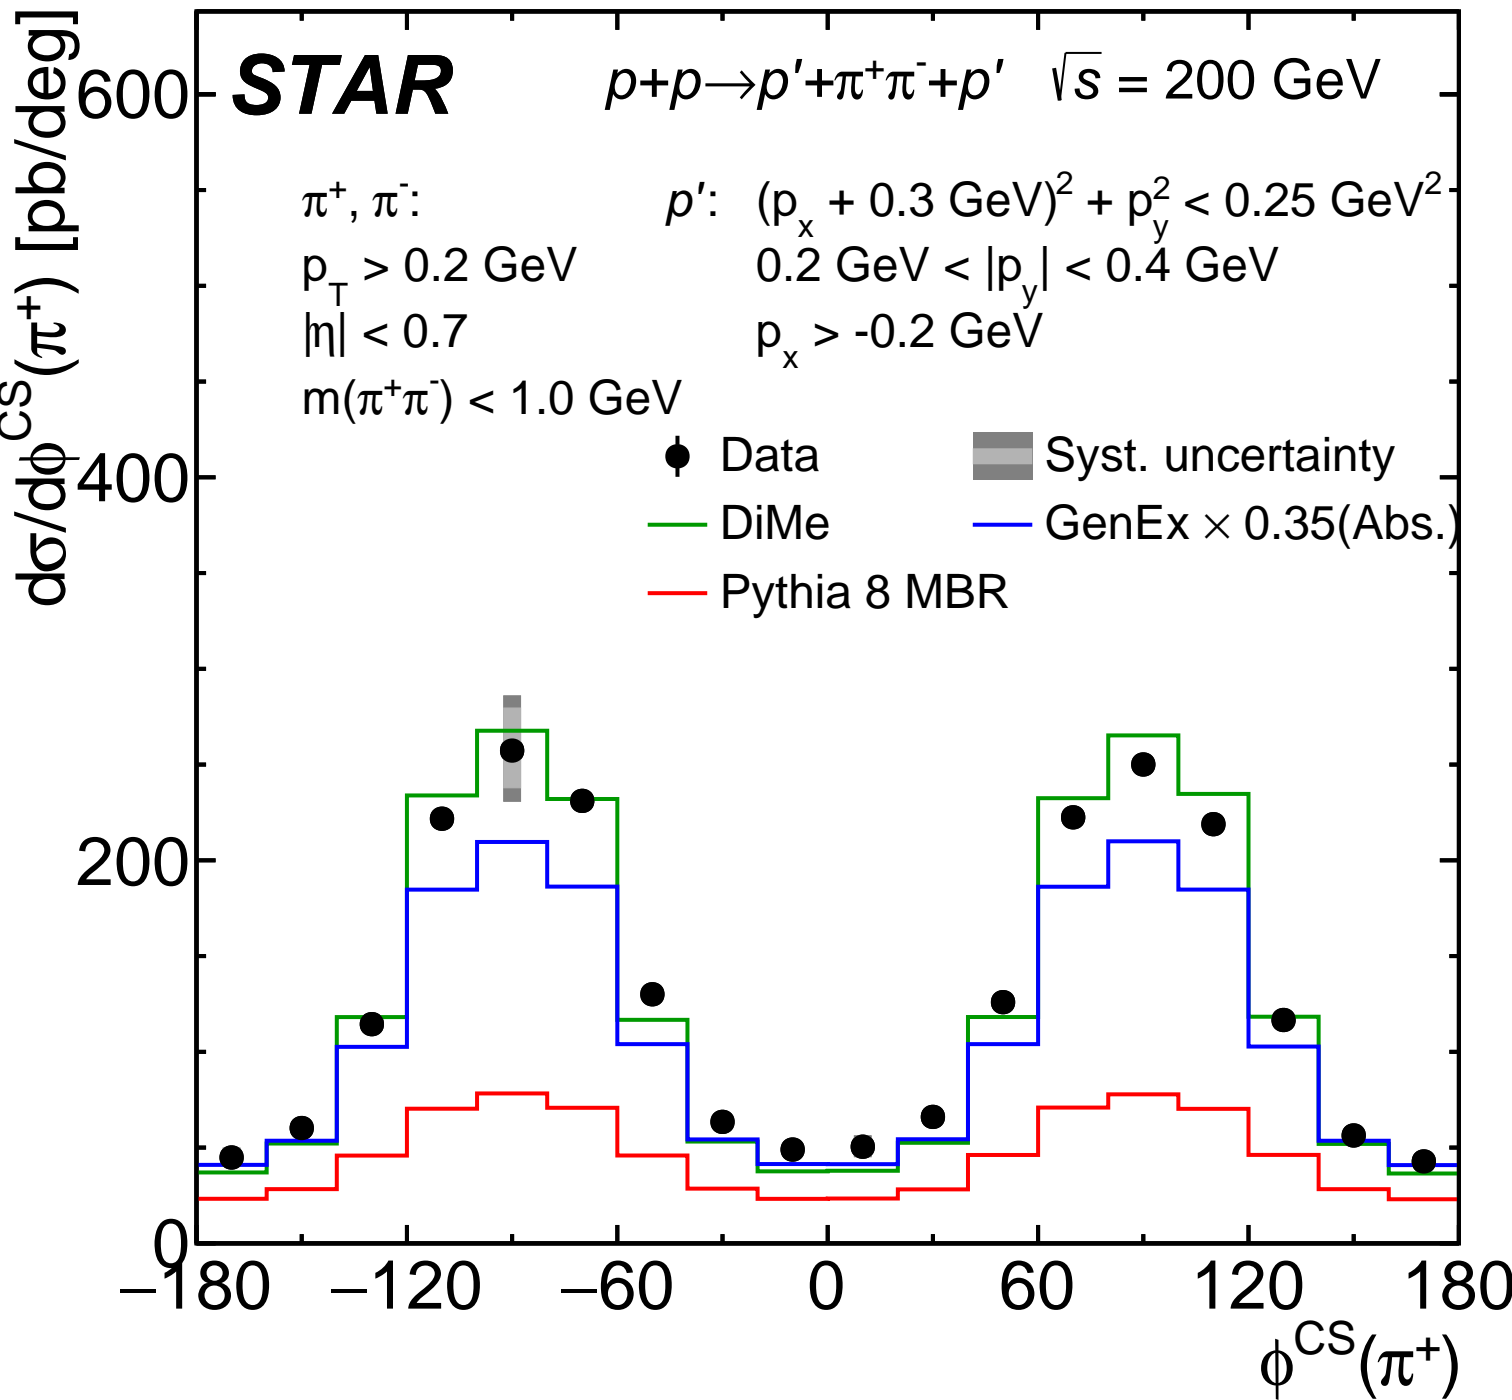 dσ/dϕ^CS(π⁺) [pb/deg]
STAR p+p→p′+π⁺π⁻+p′ √s = 200 GeV
π⁺, π⁻: p′: (p_x + 0.3 GeV)² + p_y² < 0.25 GeV²
p_T > 0.2 GeV 0.2 GeV < |p_y| < 0.4 GeV
|η| < 0.7 p_x > -0.2 GeV
m(π⁺π⁻) < 1.0 GeV
Data Syst. uncertainty
DiMe GenEx × 0.35(Abs.)
Pythia 8 MBR
600
400
200
0
−180 −120 −60 0 60 120 180
ϕ^CS(π⁺)